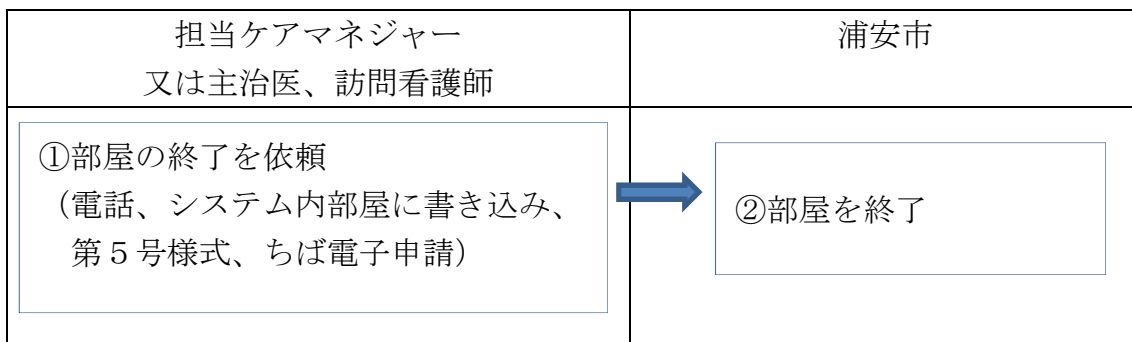 担当ケアマネジャー
又は主治医、訪問看護師
浦安市
①部屋の終了を依頼
（電話、システム内部屋に書き込み、
第５号様式、ちば電子申請）
②部屋を終了